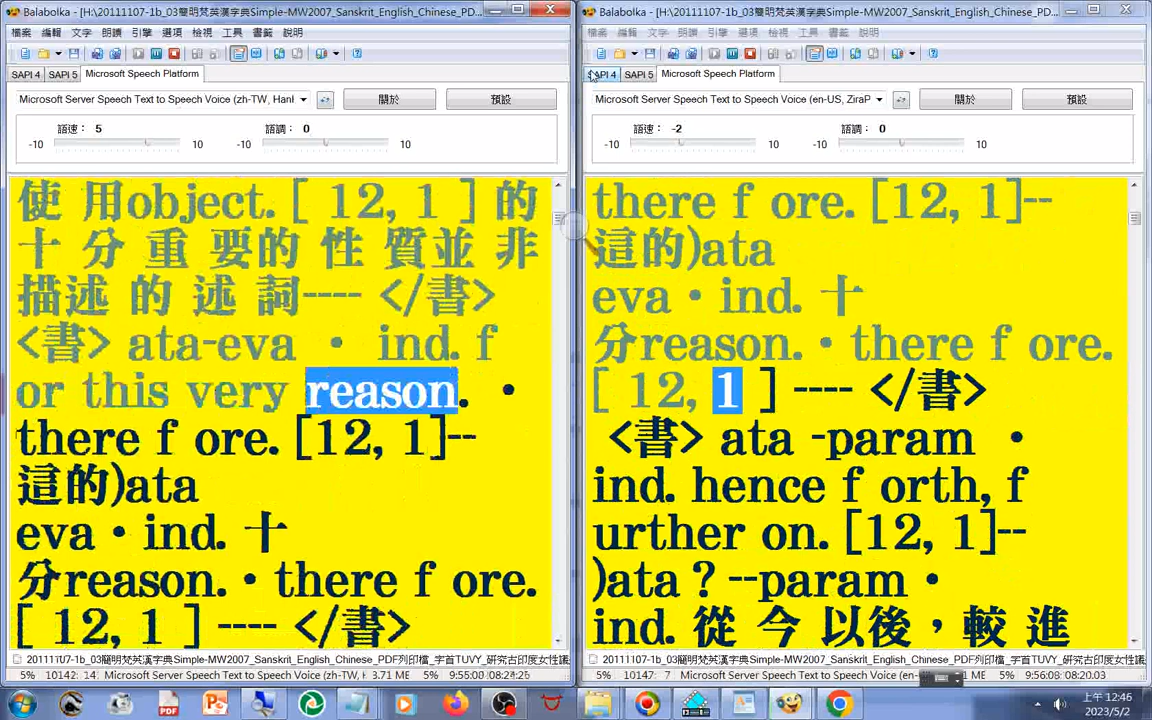 Balabolka - [H:\20111107-1b_03簡明梵英漢字典Simple-MW2007_Sanskrit_English_Chinese_PD...
檔案 編輯 文字 朗讀 引擎 選項 檢視 工具 書籤 說明
SAPI 4 SAPI 5 Microsoft Speech Platform
Microsoft Server Speech Text to Speech Voice (zh-TW, Hanl 關於 預設
語速： 5 語調： 0
-10 10 -10 10
使 用object. [ 12, 1 ] 的
十 分 重 要的 性 質並 非
描述 的 述 詞---- </書>
<書> ata-eva • ind. f
or this very reason. •
there f ore. [12, 1]--
這的)ata
eva • ind. 十
分reason. • there f ore.
[ 12, 1 ] ---- </書>
20111107-1b_03簡明梵英漢字典Simple-MW2007_Sanskrit_English_Chinese_PDF列印檔_字首TUVY_研究古印度女性議
5% 10142: 14 Microsoft Server Speech Text to Speech Voice (zh-TW, H 3.71 ME 5% 9:55:00 08:24:26
Balabolka - [H:\20111107-1b_03簡明梵英漢字典Simple-MW2007_Sanskrit_English_Chinese_PD...
檔案 編輯 文字 朗讀 引擎 選項 檢視 工具 書籤 說明
SAPI 4 SAPI 5 Microsoft Speech Platform
Microsoft Server Speech Text to Speech Voice (en-US, ZiraP 關於 預設
語速： -2 語調： 0
-10 10 -10 10
there f ore. [12, 1]--
這的)ata
eva • ind. 十
分reason. • there f ore.
[ 12, 1 ] ---- </書>
<書> ata -param •
ind. hence f orth, f
urther on. [12, 1]--
)ata ? --param •
ind. 從 今 以後，較 進
20111107-1b_03簡明梵英漢字典Simple-MW2007_Sanskrit_English_Chinese_PDF列印檔_字首TUVY_研究古印度女性議
5% 10147: 7 Microsoft Server Speech Text to Speech Voice (en- ME 5% 9:56:08 08:20:03
上午 12:46
2023/5/2